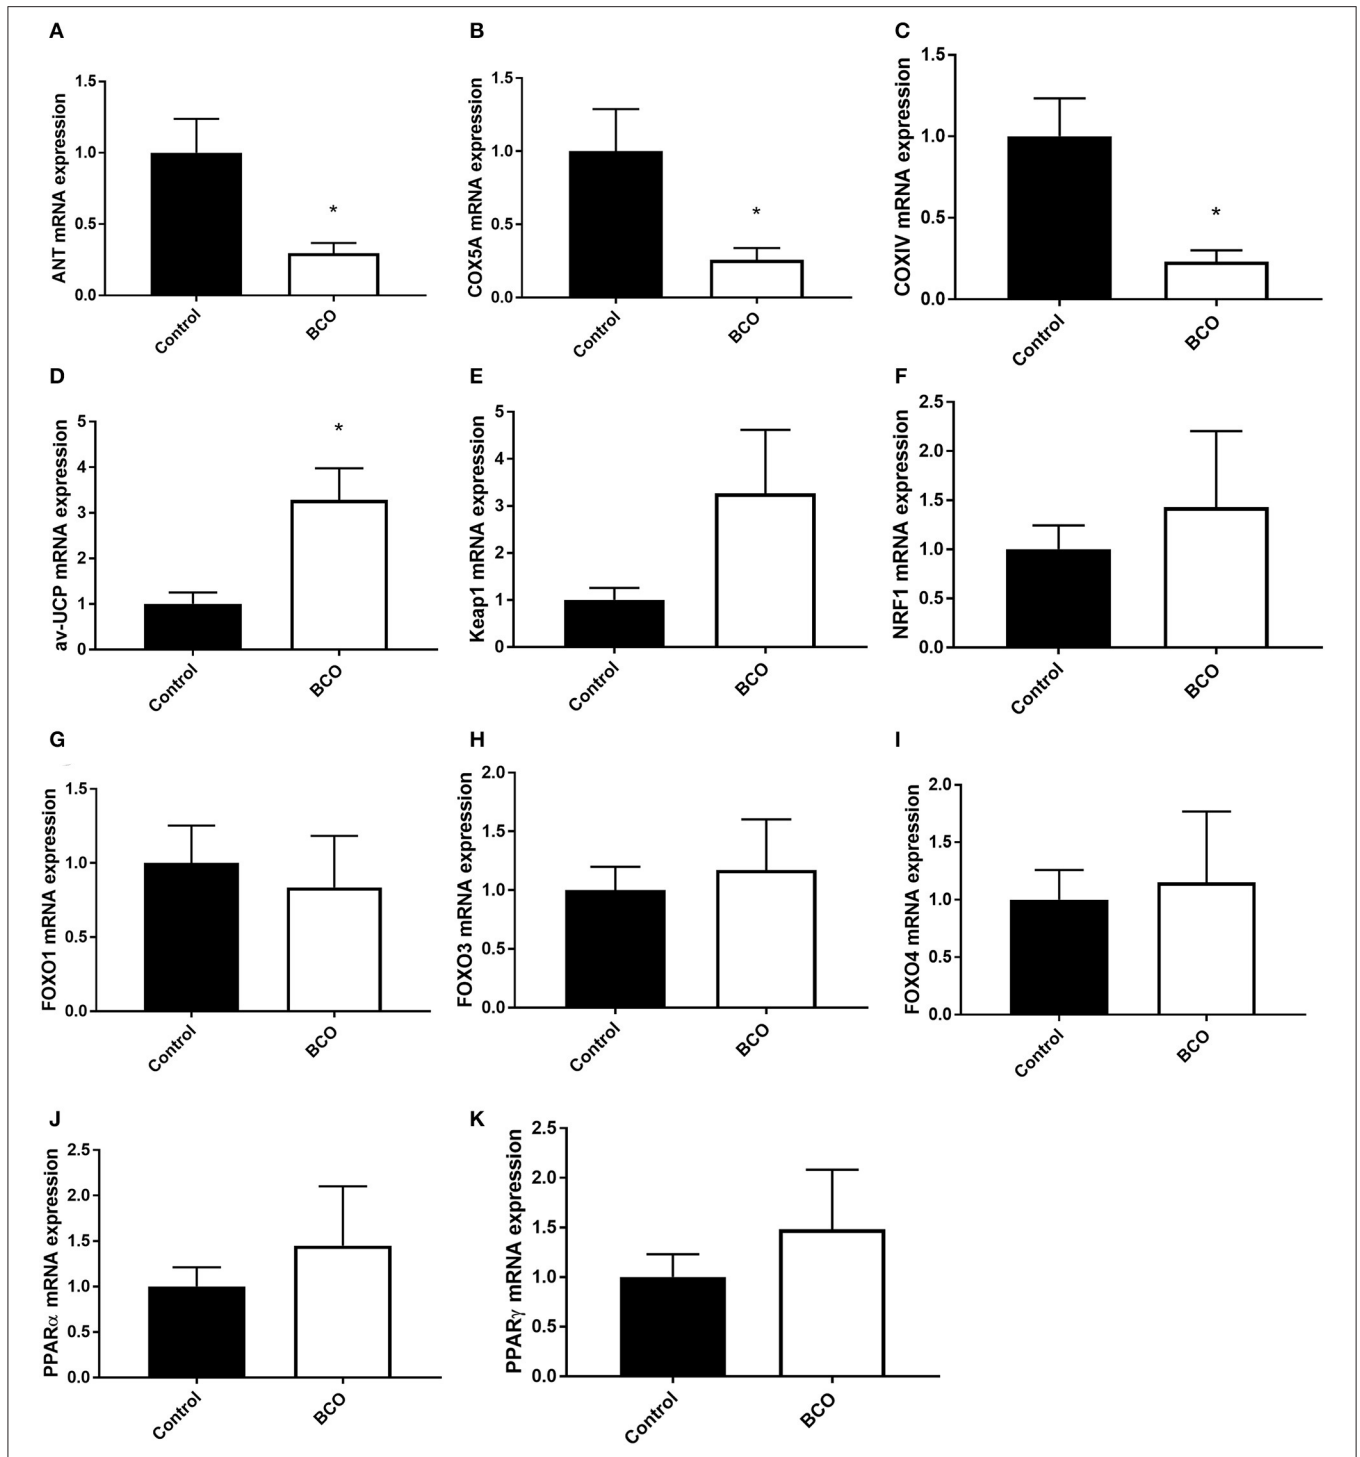 A
ANT mRNA expression
1.5
1.0
0.5
0.0
*
Control
BCO
B
COX5A mRNA expression
1.5
1.0
0.5
0.0
*
Control
BCO
C
COXIV mRNA expression
1.5
1.0
0.5
0.0
*
Control
BCO
D
av-UCP mRNA expression
5
4
3
2
1
0
*
Control
BCO
E
Keap1 mRNA expression
5
4
3
2
1
0
Control
BCO
F
NRF1 mRNA expression
2.5
2.0
1.5
1.0
0.5
0.0
Control
BCO
G
FOXO1 mRNA expression
1.5
1.0
0.5
0.0
Control
BCO
H
FOXO3 mRNA expression
2.0
1.5
1.0
0.5
0.0
Control
BCO
I
FOXO4 mRNA expression
2.0
1.5
1.0
0.5
0.0
Control
BCO
J
PPARα mRNA expression
2.5
2.0
1.5
1.0
0.5
0.0
Control
BCO
K
PPARγ mRNA expression
2.5
2.0
1.5
1.0
0.5
0.0
Control
BCO